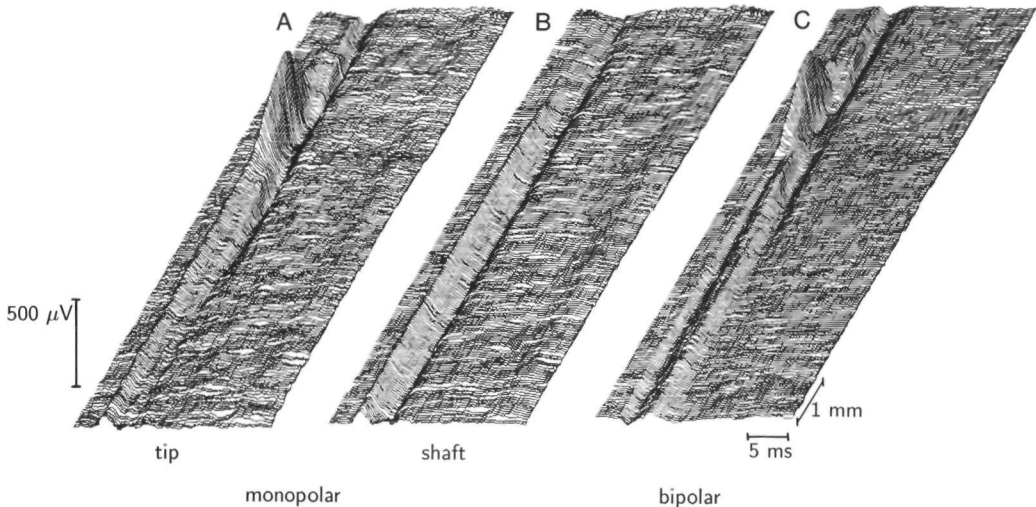 A
B
C
500 μV
1 mm
tip
shaft
5 ms
monopolar
bipolar